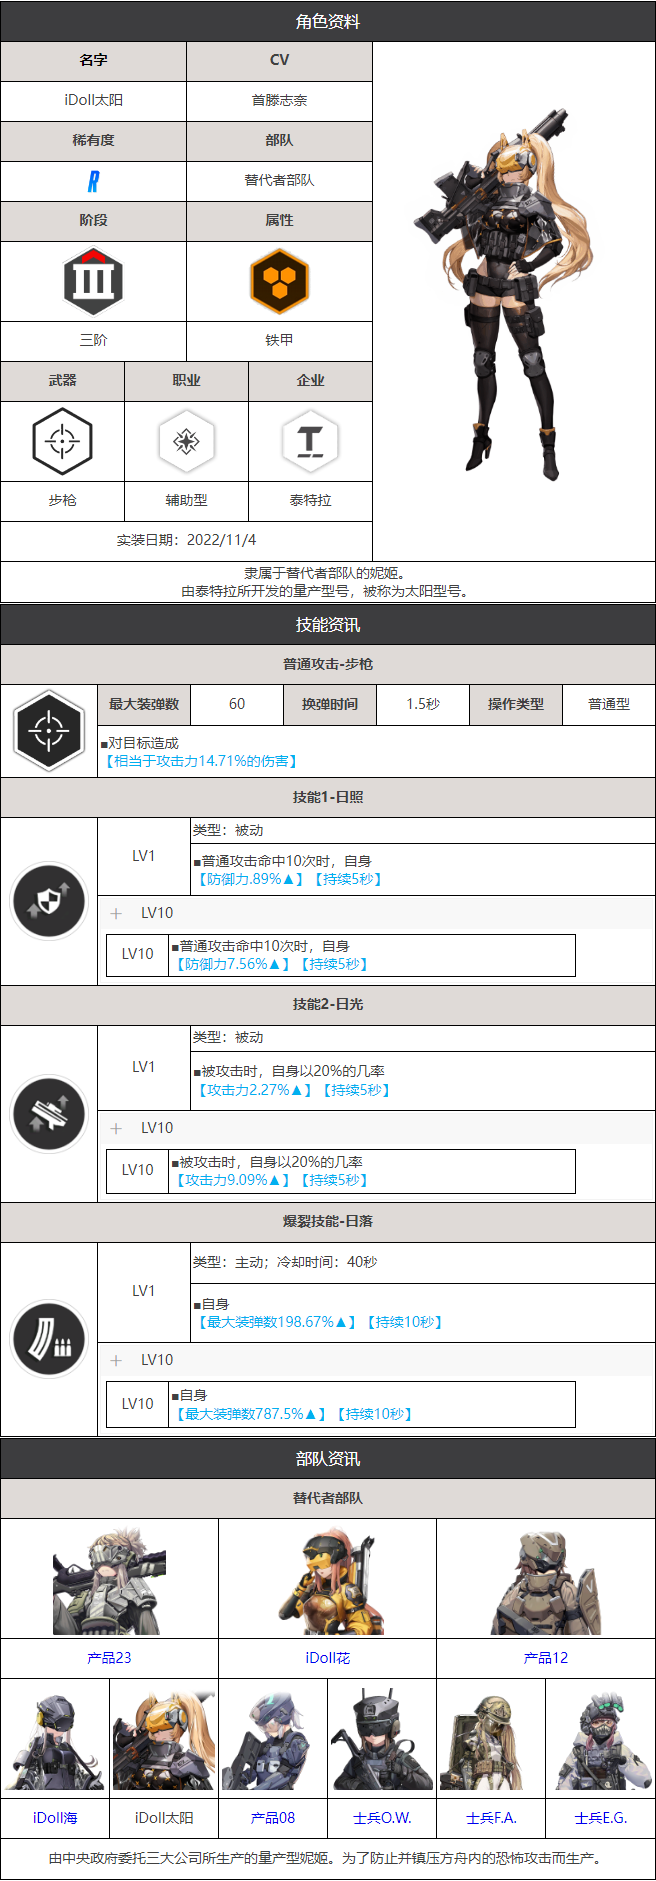 角色资料
名字
CV
iDoll太阳
首滕志奈
稀有度
部队
R
替代者部队
阶段
属性
三阶
铁甲
武器
职业
企业
T
步枪
辅助型
泰特拉
实装日期：2022/11/4
隶属于替代者部队的妮姬。
由泰特拉所开发的量产型号，被称为太阳型号。
技能资讯
普通攻击-步枪
最大装弹数
60
换弹时间
1.5秒
操作类型
普通型
■对目标造成
【相当于攻击力14.71%的伤害】
技能1-日照
LV1
类型：被动
■普通攻击命中10次时，自身
【防御力.89%▲】【持续5秒】
LV10
LV10
■普通攻击命中10次时，自身
【防御力7.56%▲】【持续5秒】
技能2-日光
LV1
类型：被动
■被攻击时，自身以20%的几率
【攻击力2.27%▲】【持续5秒】
LV10
LV10
■被攻击时，自身以20%的几率
【攻击力9.09%▲】【持续5秒】
爆裂技能-日落
LV1
类型：主动；冷却时间：40秒
■自身
【最大装弹数198.67%▲】【持续10秒】
LV10
LV10
■自身
【最大装弹数787.5%▲】【持续10秒】
部队资讯
替代者部队
产品23
iDoll花
产品12
iDoll海
iDoll太阳
产品08
士兵O.W.
士兵F.A.
士兵E.G.
由中央政府委托三大公司所生产的量产型妮姬。为了防止并镇压方舟内的恐怖攻击而生产。